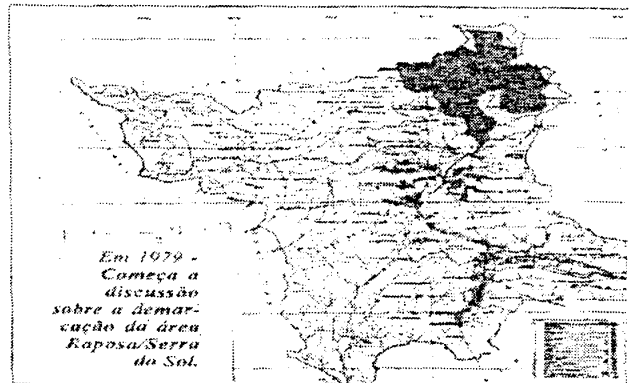 Em 1979 -
Começa a
discussão
sobre a demar-
cação da área
Raposa/Serra
do Sol.